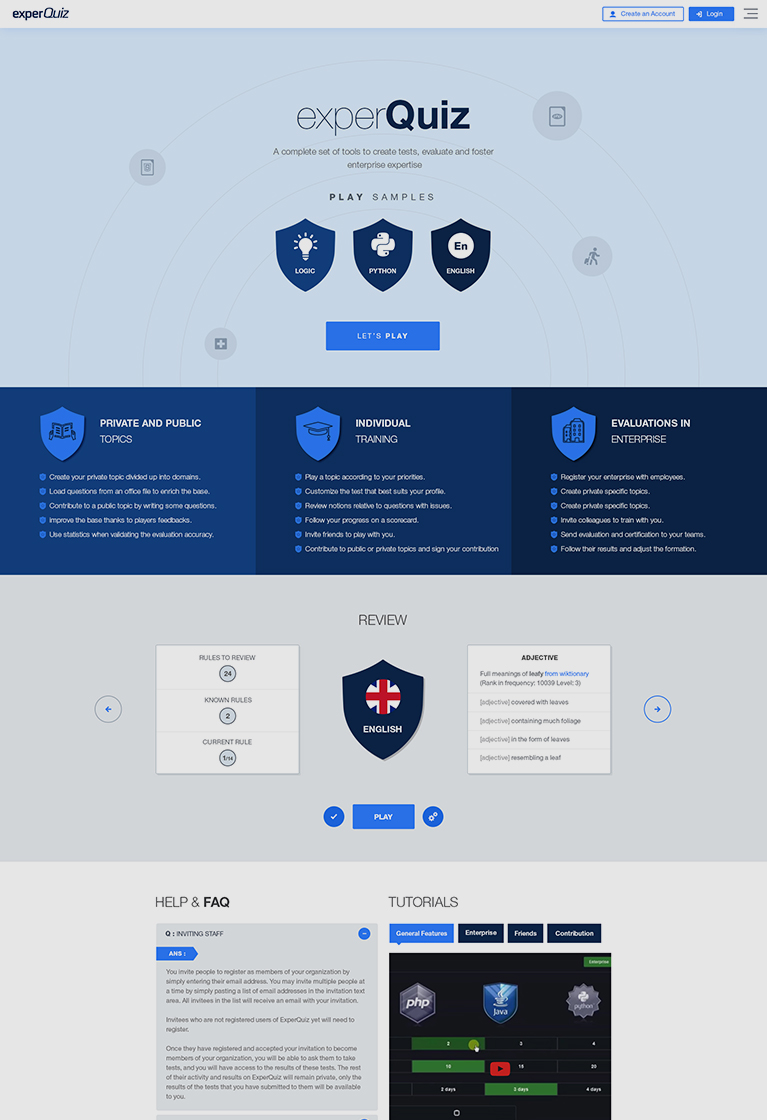 experQuiz
Create an Account
Login
experQuiz
A complete set of tools to create tests, evaluate and foster
enterprise expertise
PLAY SAMPLES
LOGIC
PYTHON
En
ENGLISH
LET'S PLAY
PRIVATE AND PUBLIC
TOPICS
Create your private topic divided up into domains.
Load questions from an office file to enrich the base.
Contribute to a public topic by writing some questions.
Improve the base thanks to players feedbacks.
Use statistics when validating the evaluation accuracy.
INDIVIDUAL
TRAINING
Play a topic according to your priorities.
Customize the test that best suits your profile.
Review notions relative to questions with issues.
Follow your progress on a scorecard.
Invite friends to play with you.
Contribute to public or private topics and sign your contribution
EVALUATIONS IN
ENTERPRISE
Register your enterprise with employees.
Create private specific topics.
Create private specific topics.
Invite colleagues to train with you.
Send evaluation and certification to your teams.
Follow their results and adjust the formation.
REVIEW
RULES TO REVIEW
24
KNOWN RULES
2
CURRENT RULE
1/14
ENGLISH
ADJECTIVE
Full meanings of leafy from wiktionary
(Rank in frequency: 10039 Level: 3)
[adjective] covered with leaves
[adjective] containing much foliage
[adjective] in the form of leaves
[adjective] resembling a leaf
PLAY
HELP & FAQ
Q : INVITING STAFF
ANS :
You invite people to register as members of your organization by
simply entering their email address. You may invite multiple people at
a time by simply pasting a list of email addresses in the invitation text
area. All invitees in the list will receive an email with your invitation.
Invitees who are not registered users of ExperQuiz yet will need to
register.
Once they have registered and accepted your invitation to become
members of your organization, you will be able to ask them to take
tests, and you will have access to the results of these tests. The rest
of their activity and results on ExperQuiz will remain private, only the
results of the tests that you have submitted to them will be available
to you.
TUTORIALS
General Features
Enterprise
Friends
Contribution
Enterprise
php
Java
python
2
3
4
10
15
20
2 days
3 days
4 days